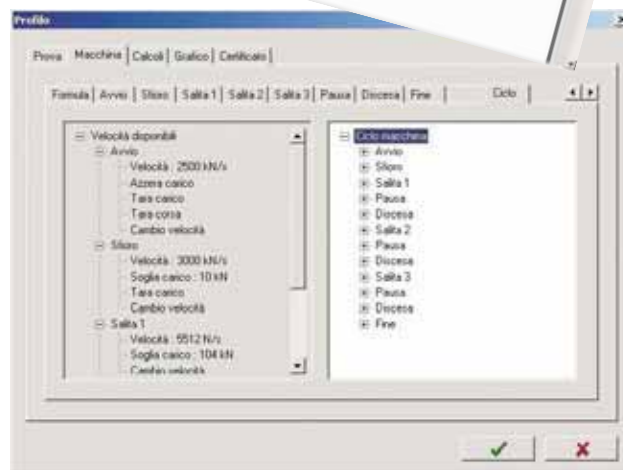 Profilo
Prova Macchina Calcoli Grafico Certificato
Formula Avvio Sfioro Salita 1 Salita 2 Salita 3 Pausa Discesa Fine Ciclo
Velocità disponibili
Avvio
Velocità : 2500 kN/s
Azzera carico
Tara carico
Tara corsa
Cambio velocità
Sfioro
Velocità : 3000 kN/s
Soglia carico : 10 kN
Tara carico
Cambio velocità
Salita 1
Velocità : 5512 N/s
Soglia carico : 104 kN
Cambio velocità
Ciclo macchina
Avvio
Sfioro
Salita 1
Pausa
Discesa
Salita 2
Pausa
Discesa
Salita 3
Pausa
Discesa
Fine